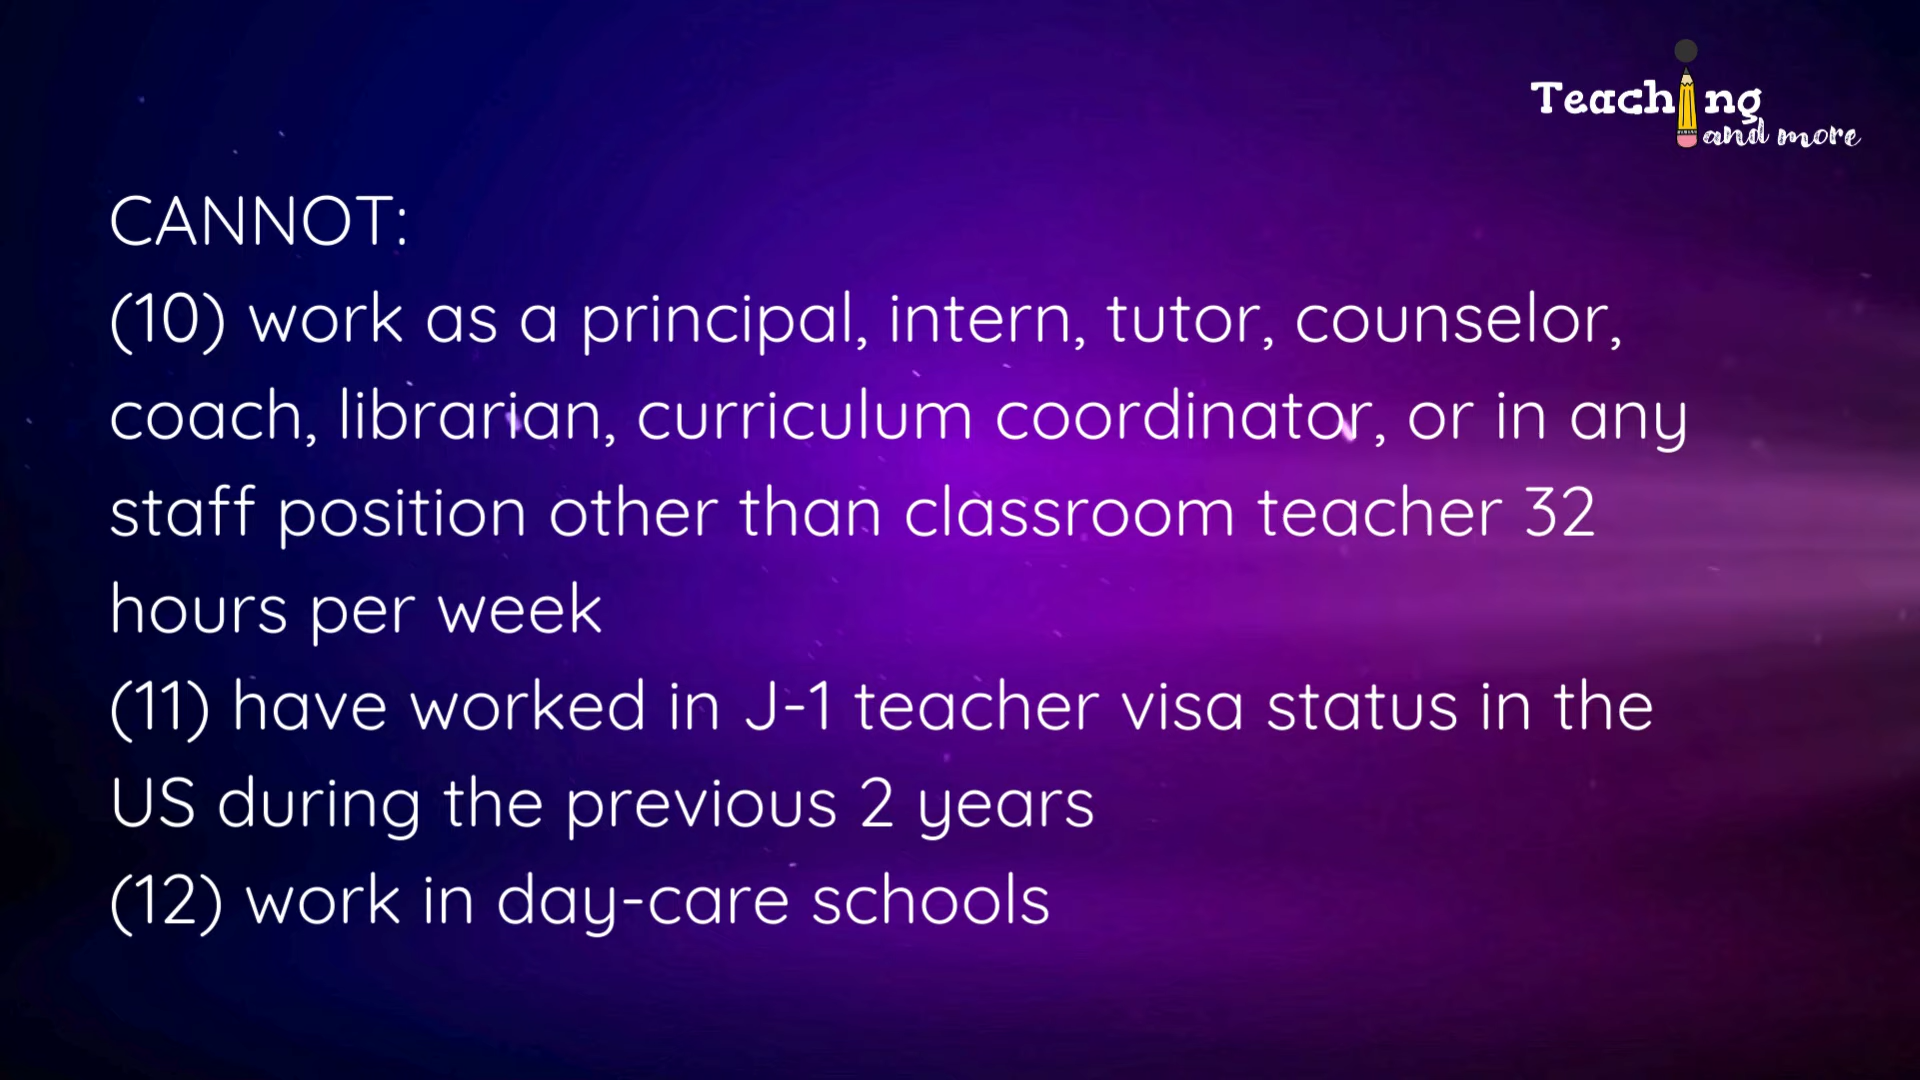 Teaching
and more
CANNOT:
(10) work as a principal, intern, tutor, counselor,
coach, librarian, curriculum coordinator, or in any
staff position other than classroom teacher 32
hours per week
(11) have worked in J-1 teacher visa status in the
US during the previous 2 years
(12) work in day-care schools